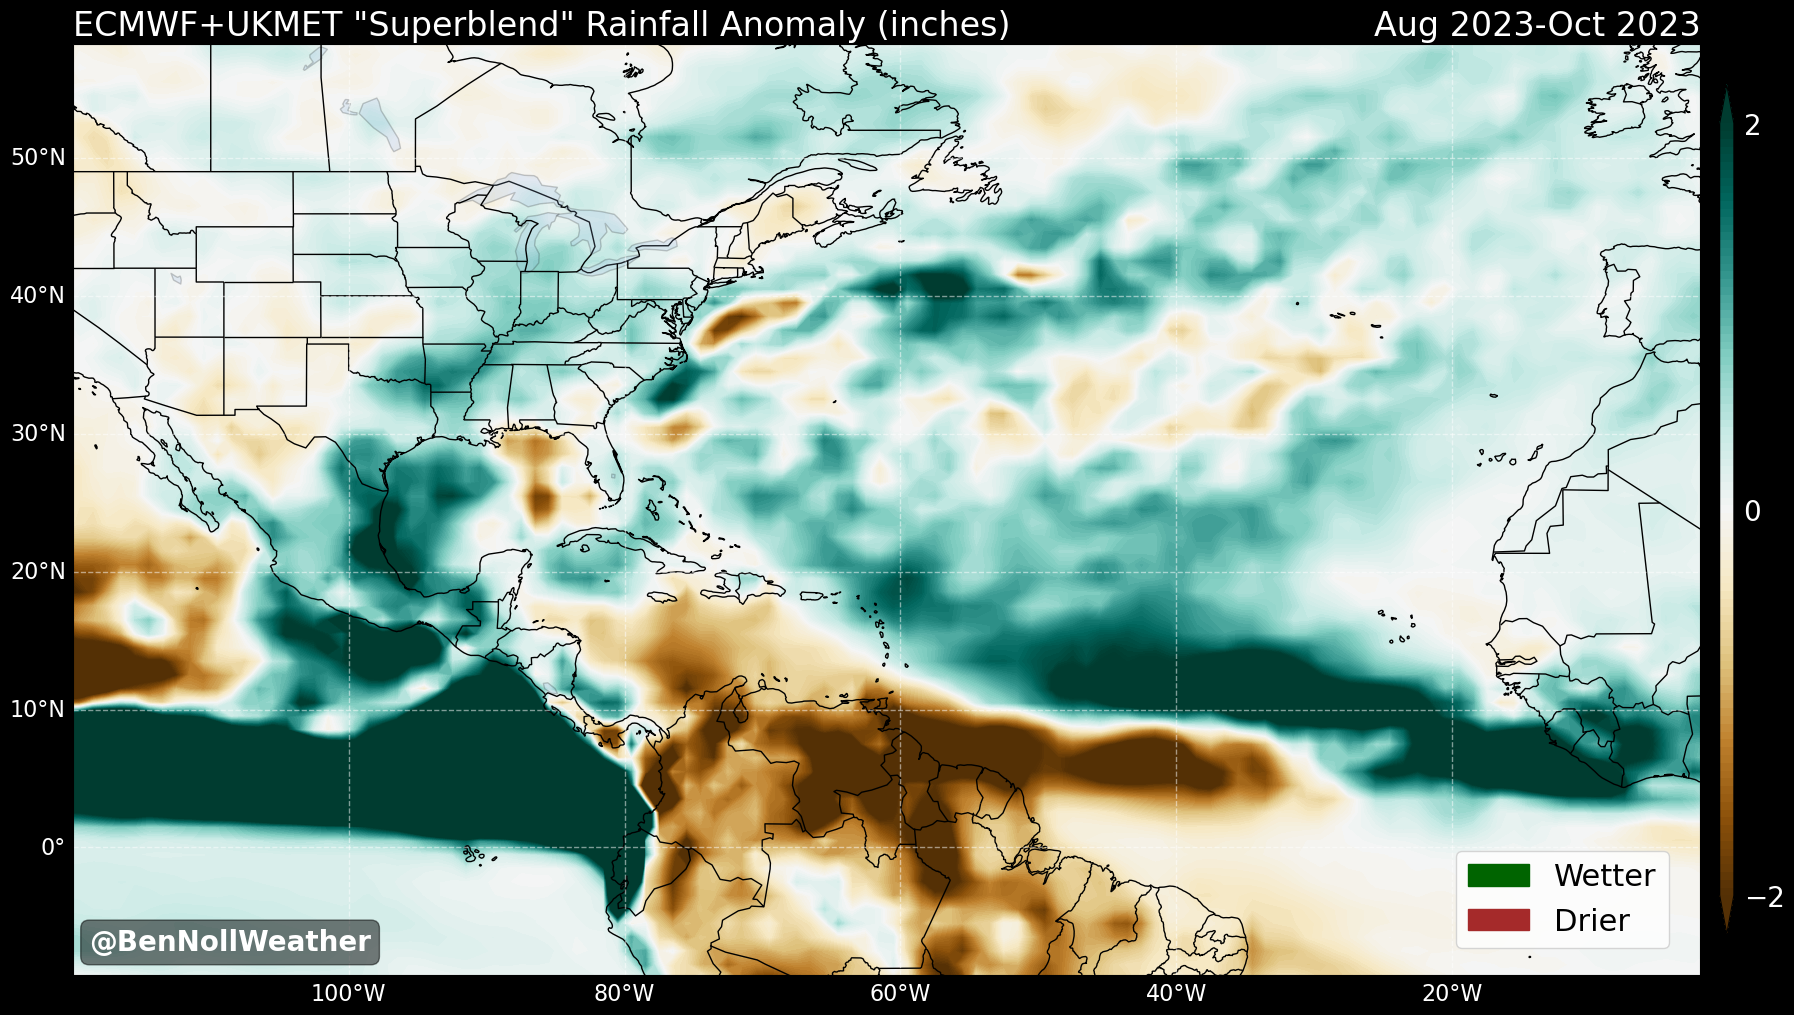 ECMWF+UKMET "Superblend" Rainfall Anomaly (inches)
Aug 2023-Oct 2023
50°N
40°N
30°N
20°N
10°N
0°
100°W
80°W
60°W
40°W
20°W
2
0
−2
Wetter
Drier
@BenNollWeather